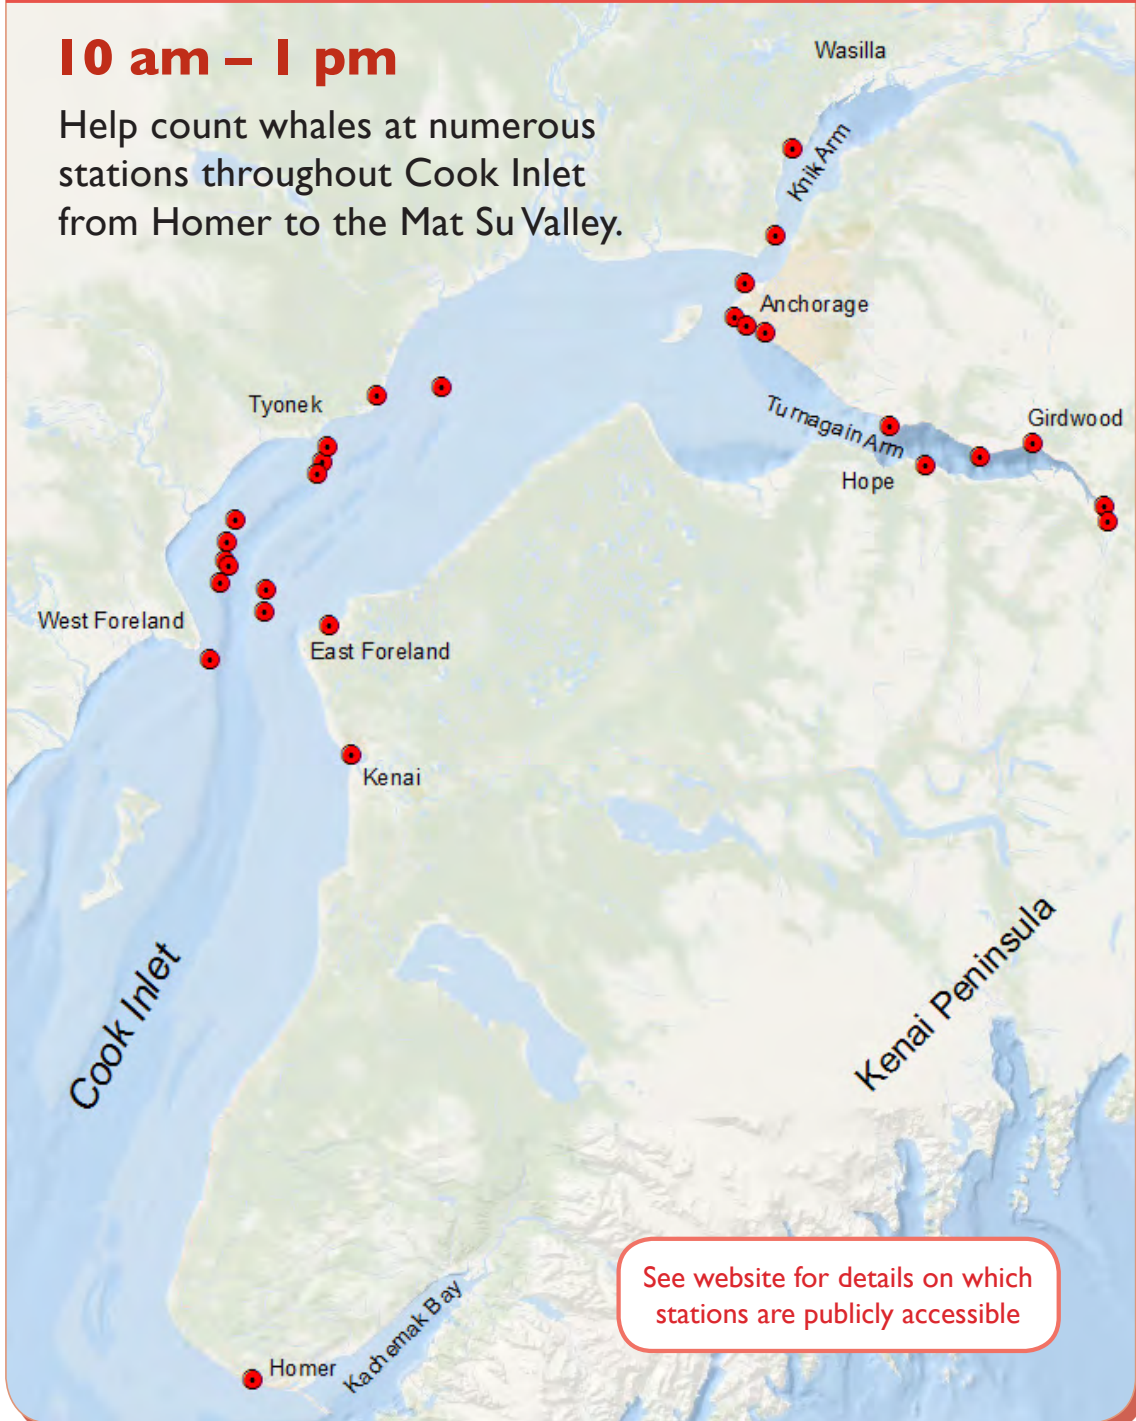 10 am – 1 pm
Help count whales at numerous
stations throughout Cook Inlet
from Homer to the Mat Su Valley.
Wasilla
Knik Arm
Anchorage
Tyonek
Turnagain Arm
Girdwood
Hope
West Foreland
East Foreland
Kenai
Cook Inlet
Kenai Peninsula
See website for details on which
stations are publicly accessible
Homer
Kachemak Bay